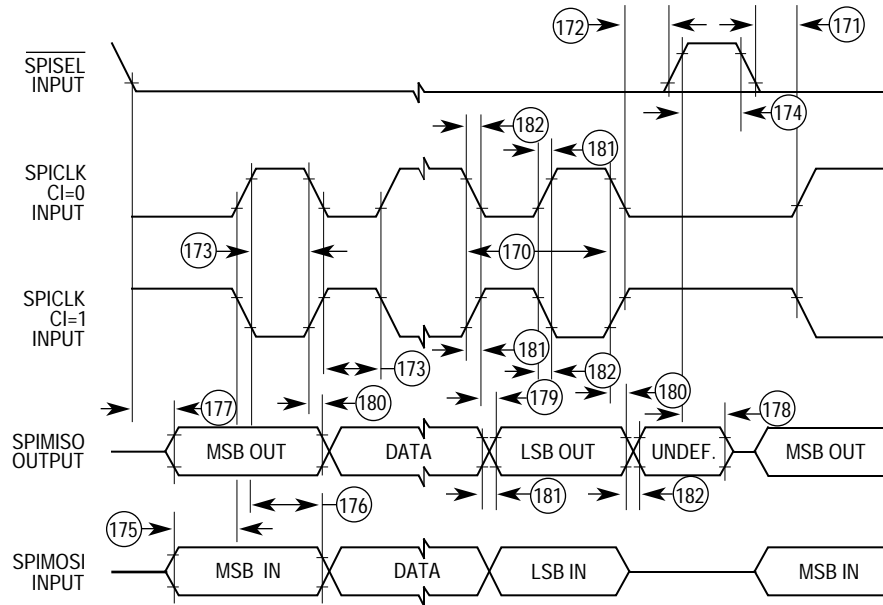 172
171
SPISEL
INPUT
174
182
181
SPICLK
CI=0
INPUT
173
170
SPICLK
CI=1
INPUT
181
173
182
177
180
179
180
178
SPIMISO
OUTPUT
MSB OUT
DATA
LSB OUT
UNDEF.
MSB OUT
181
182
176
175
SPIMOSI
INPUT
MSB IN
DATA
LSB IN
MSB IN